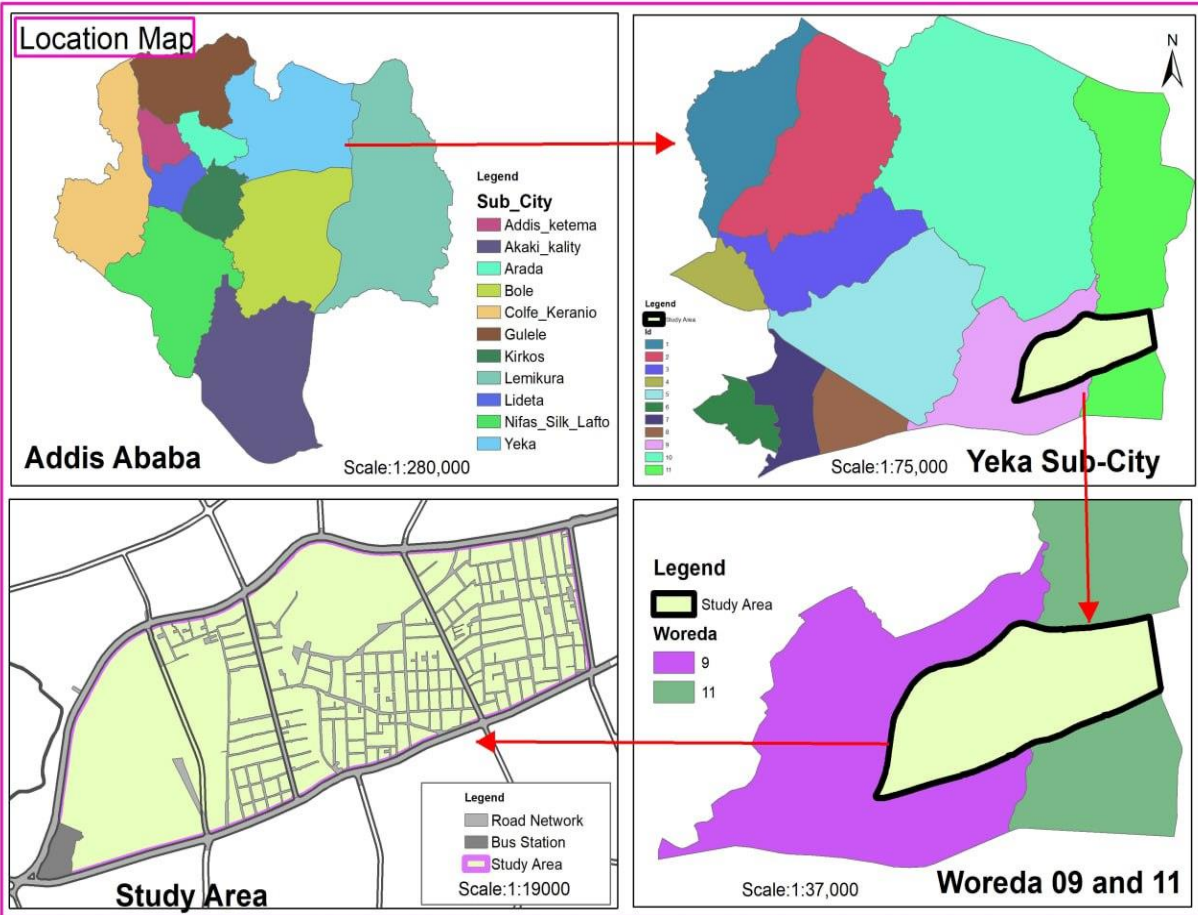 Location Map
Legend
Sub_City
Addis_ketema
Akaki_kality
Arada
Bole
Colfe_Keranio
Gulele
Kirkos
Lemikura
Lideta
Nifas_Silk_Lafto
Yeka
Addis Ababa
Scale:1:280,000
N
Legend
Study Area
Id
1
2
3
4
5
6
7
8
9
10
11
Scale:1:75,000
Yeka Sub-City
Legend
Road Network
Bus Station
Study Area
Scale:1:19000
Study Area
Legend
Study Area
Woreda
9
11
Scale:1:37,000
Woreda 09 and 11